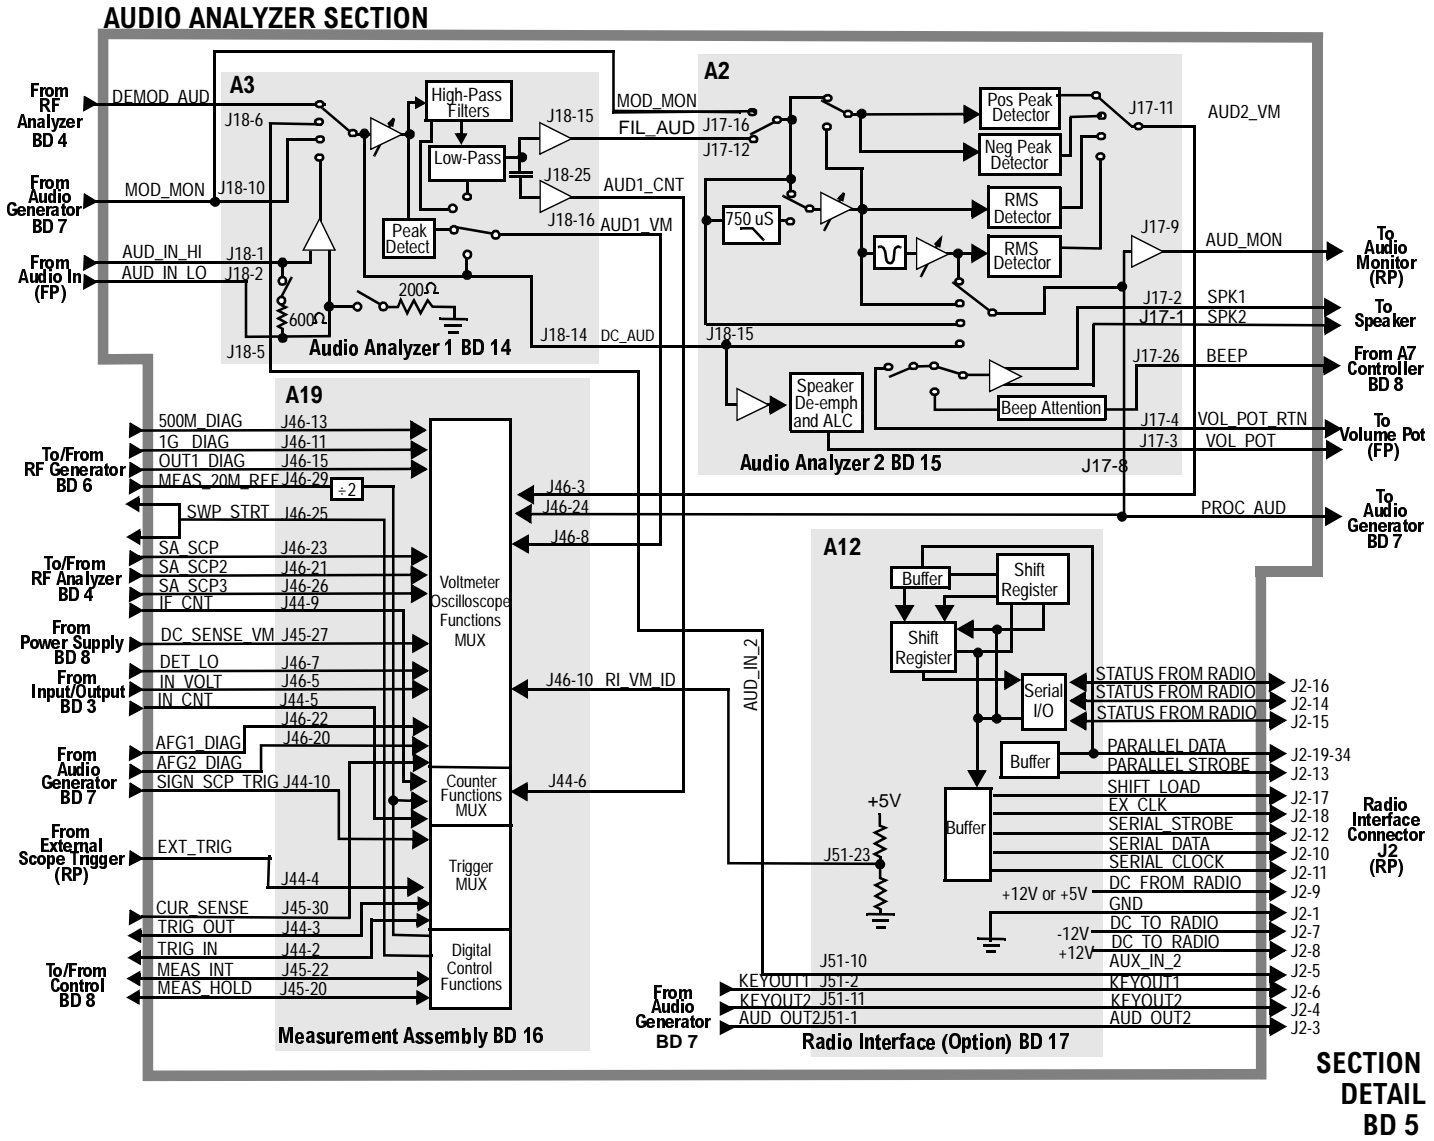 AUDIO ANALYZER SECTION
From
RF
Analyzer
BD 4
DEMOD_AUD
J18-6
From
Audio
Generator
BD 7
MOD_MON
J18-10
From
Audio In
(FP)
AUD_IN_HI
J18-1
AUD_IN_LO
J18-2
J18-5
A3
High-Pass
Filters
Low-Pass
Peak
Detect
600Ω
200Ω
Audio Analyzer 1 BD 14
J18-15
J18-25
J18-16
J18-14
MOD_MON
FIL_AUD
J17-16
J17-12
AUD1_CNT
AUD1_VM
DC_AUD
J18-15
A2
Pos Peak
Detector
Neg Peak
Detector
RMS
Detector
RMS
Detector
750 uS
Speaker
De-emph
and ALC
Beep Attention
Audio Analyzer 2 BD 15
J17-11
AUD2_VM
J17-9
AUD_MON
J17-2
SPK1
J17-1
SPK2
J17-26
BEEP
J17-4
VOL_POT_RTN
J17-3
VOL_POT
J17-8
PROC_AUD
To
Audio
Monitor
(RP)
To
Speaker
From A7
Controller
BD 8
To
Volume Pot
(FP)
To
Audio
Generator
BD 7
A19
To/From
RF Generator
BD 6
500M_DIAG
J46-13
1G_DIAG
J46-11
OUT1_DIAG
J46-15
MEAS_20M_REF
J46-29
÷2
SWP_STRT
J46-25
To/From
RF Analyzer
BD 4
SA_SCP
J46-23
SA_SCP2
J46-21
SA_SCP3
J46-26
IF_CNT
J44-9
From
Power Supply
BD 8
DC_SENSE_VM
J45-27
From
Input/Output
BD 3
DET_LO
J46-7
IN_VOLT
J46-5
IN_CNT
J44-5
J46-22
J46-20
From
Audio
Generator
BD 7
AFG1_DIAG
AFG2_DIAG
SIGN_SCP_TRIG
J44-10
From
External
Scope Trigger
(RP)
EXT_TRIG
J44-4
CUR_SENSE
J45-30
TRIG_OUT
J44-3
TRIG_IN
J44-2
To/From
Control
BD 8
MEAS_INT
J45-22
MEAS_HOLD
J45-20
Voltmeter
Oscilloscope
Functions
MUX
Counter
Functions
MUX
Trigger
MUX
Digital
Control
Functions
Measurement Assembly BD 16
J46-3
J46-24
J46-8
J46-10
RI_VM_ID
J44-6
AUD_IN_2
A12
Buffer
Shift
Register
Shift
Register
Serial
I/O
Buffer
Buffer
+5V
J51-23
STATUS FROM RADIO
J2-16
STATUS FROM RADIO
J2-14
STATUS FROM RADIO
J2-15
PARALLEL DATA
J2-19-34
PARALLEL STROBE
J2-13
SHIFT_LOAD
J2-17
EX_CLK
J2-18
SERIAL_STROBE
J2-12
SERIAL_DATA
J2-10
SERIAL_CLOCK
J2-11
+12V or +5V
DC_FROM_RADIO
J2-9
GND
J2-1
-12V
DC_TO_RADIO
J2-7
+12V
DC_TO_RADIO
J2-8
J51-10
AUX_IN_2
J2-5
KEYOUT1
J51-2
KEYOUT1
J2-6
KEYOUT2
J51-11
KEYOUT2
J2-4
AUD_OUT2
J51-1
AUD_OUT2
J2-3
From
Audio
Generator
BD 7
Radio Interface (Option) BD 17
Radio
Interface
Connector
J2
(RP)
SECTION
DETAIL
BD 5